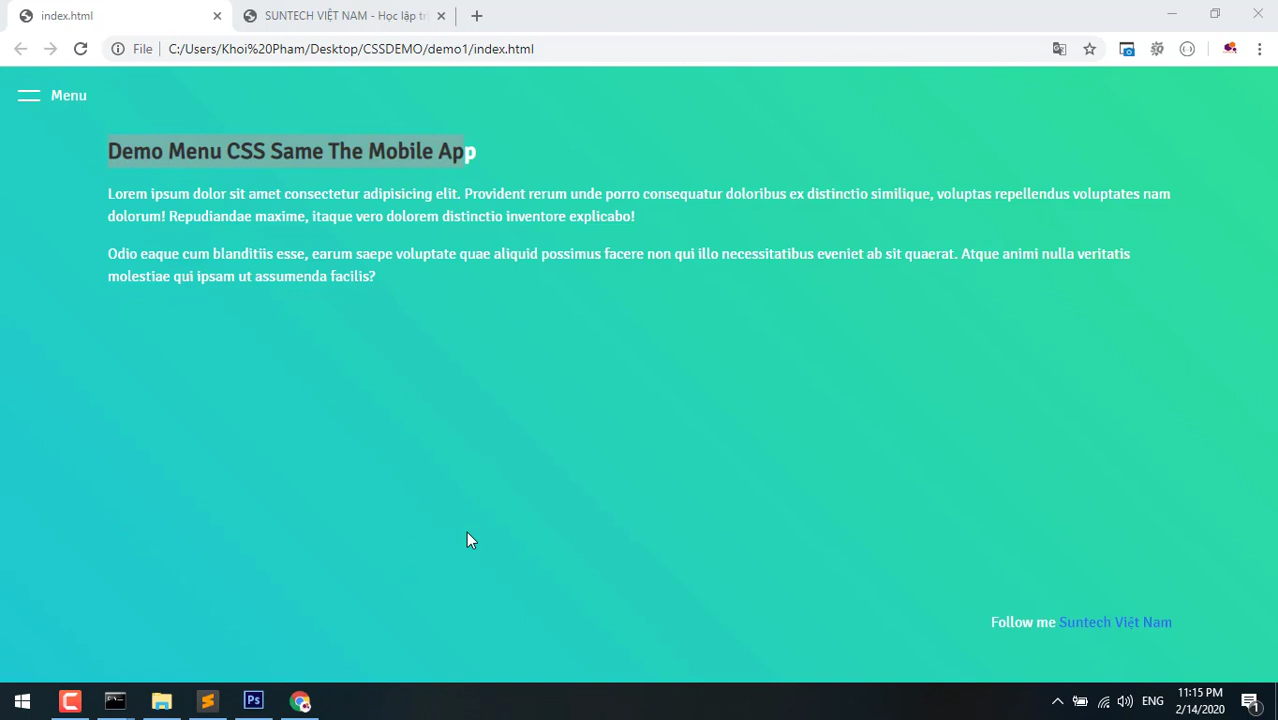 index.html
SUNTECH VIỆT NAM - Học lập tr
File C:/Users/Khoi%20Pham/Desktop/CSSDEMO/demo1/index.html
Menu
Demo Menu CSS Same The Mobile App
Lorem ipsum dolor sit amet consectetur adipisicing elit. Provident rerum unde porro consequatur doloribus ex distinctio similique, voluptas repellendus voluptates nam
dolorum! Repudiandae maxime, itaque vero dolorem distinctio inventore explicabo!
Odio eaque cum blanditiis esse, earum saepe voluptate quae aliquid possimus facere non qui illo necessitatibus eveniet ab sit quaerat. Atque animi nulla veritatis
molestiae qui ipsam ut assumenda facilis?
Follow me Suntech Việt Nam
Ps
ENG
11:15 PM
2/14/2020
1